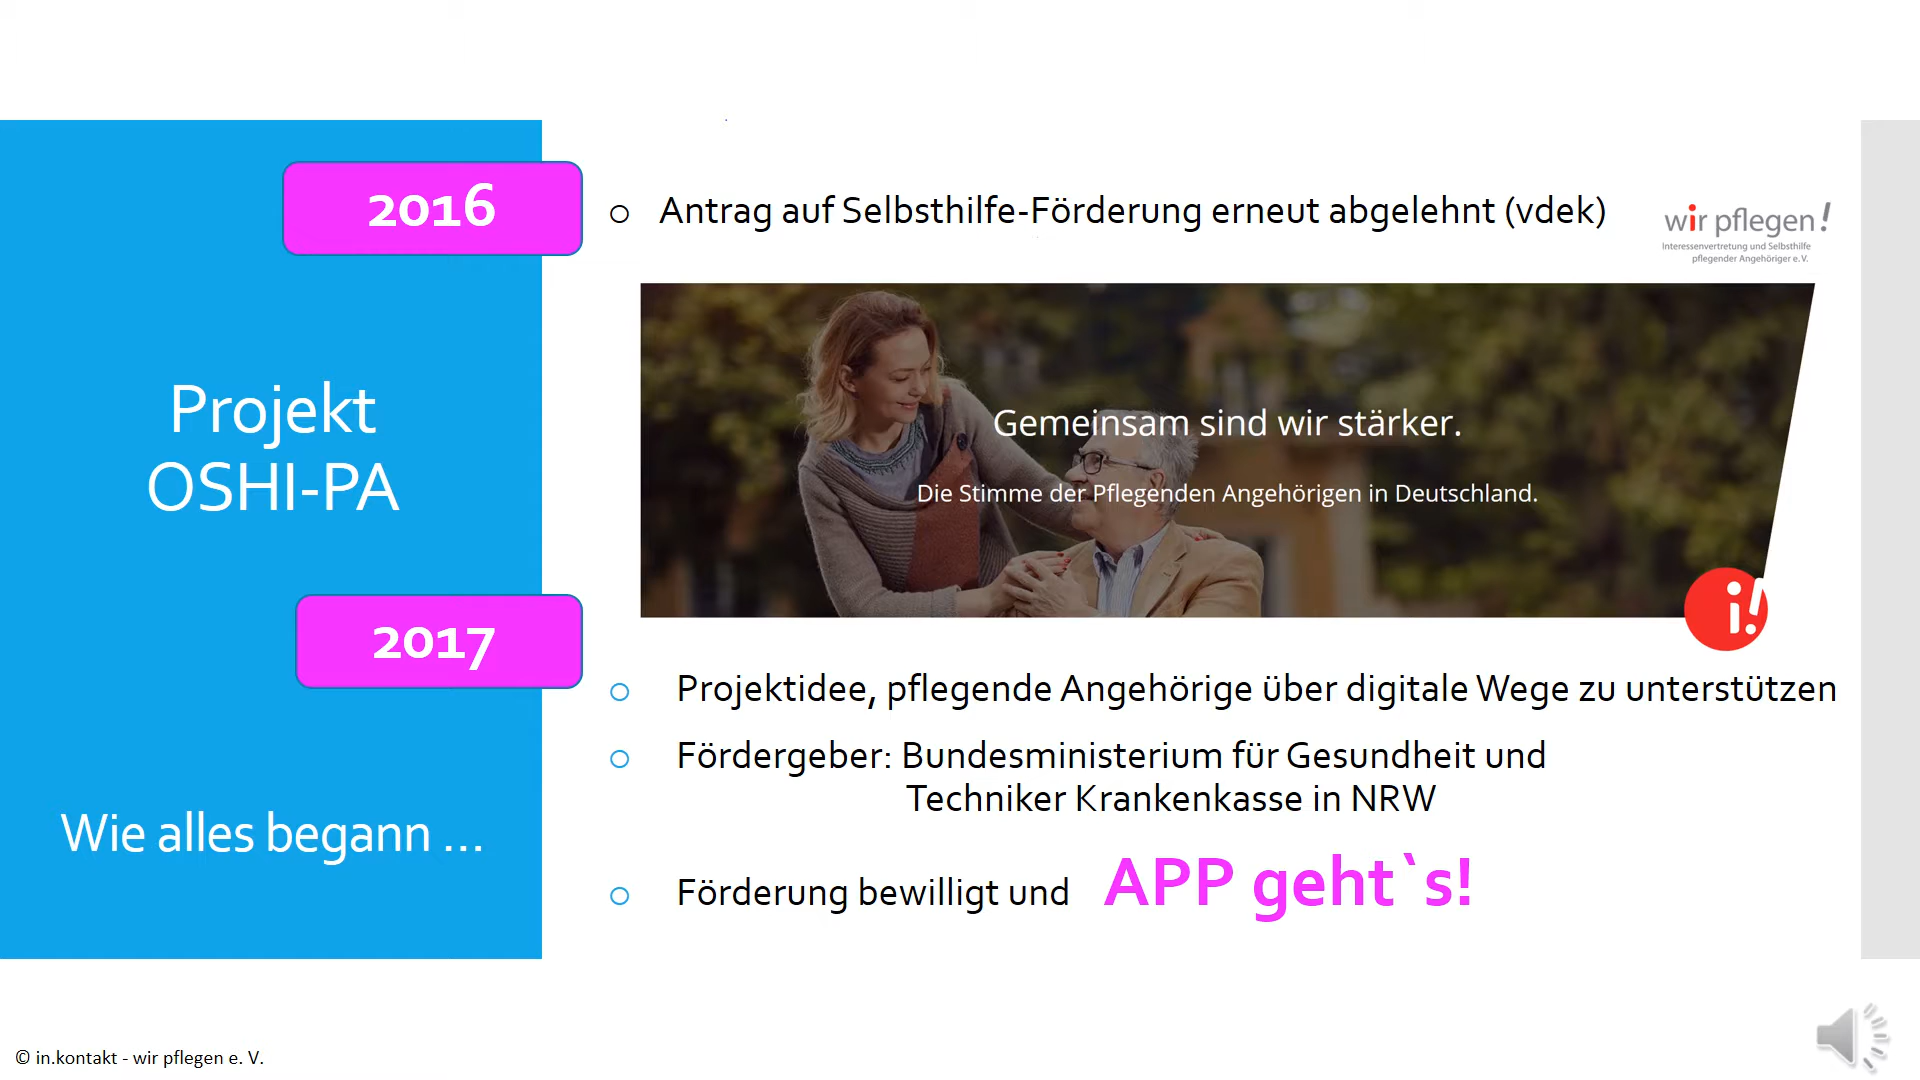 2016
Antrag auf Selbsthilfe-Förderung erneut abgelehnt (vdek)
wir pflegen!
Interessenvertretung und Selbsthilfe
pflegender Angehöriger e.V.
Projekt
OSHI-PA
Gemeinsam sind wir stärker.
Die Stimme der Pflegenden Angehörigen in Deutschland.
i!
2017
Projektidee, pflegende Angehörige über digitale Wege zu unterstützen
Fördergeber: Bundesministerium für Gesundheit und
Techniker Krankenkasse in NRW
Wie alles begann ...
Förderung bewilligt und APP geht`s!
© in.kontakt - wir pflegen e. V.